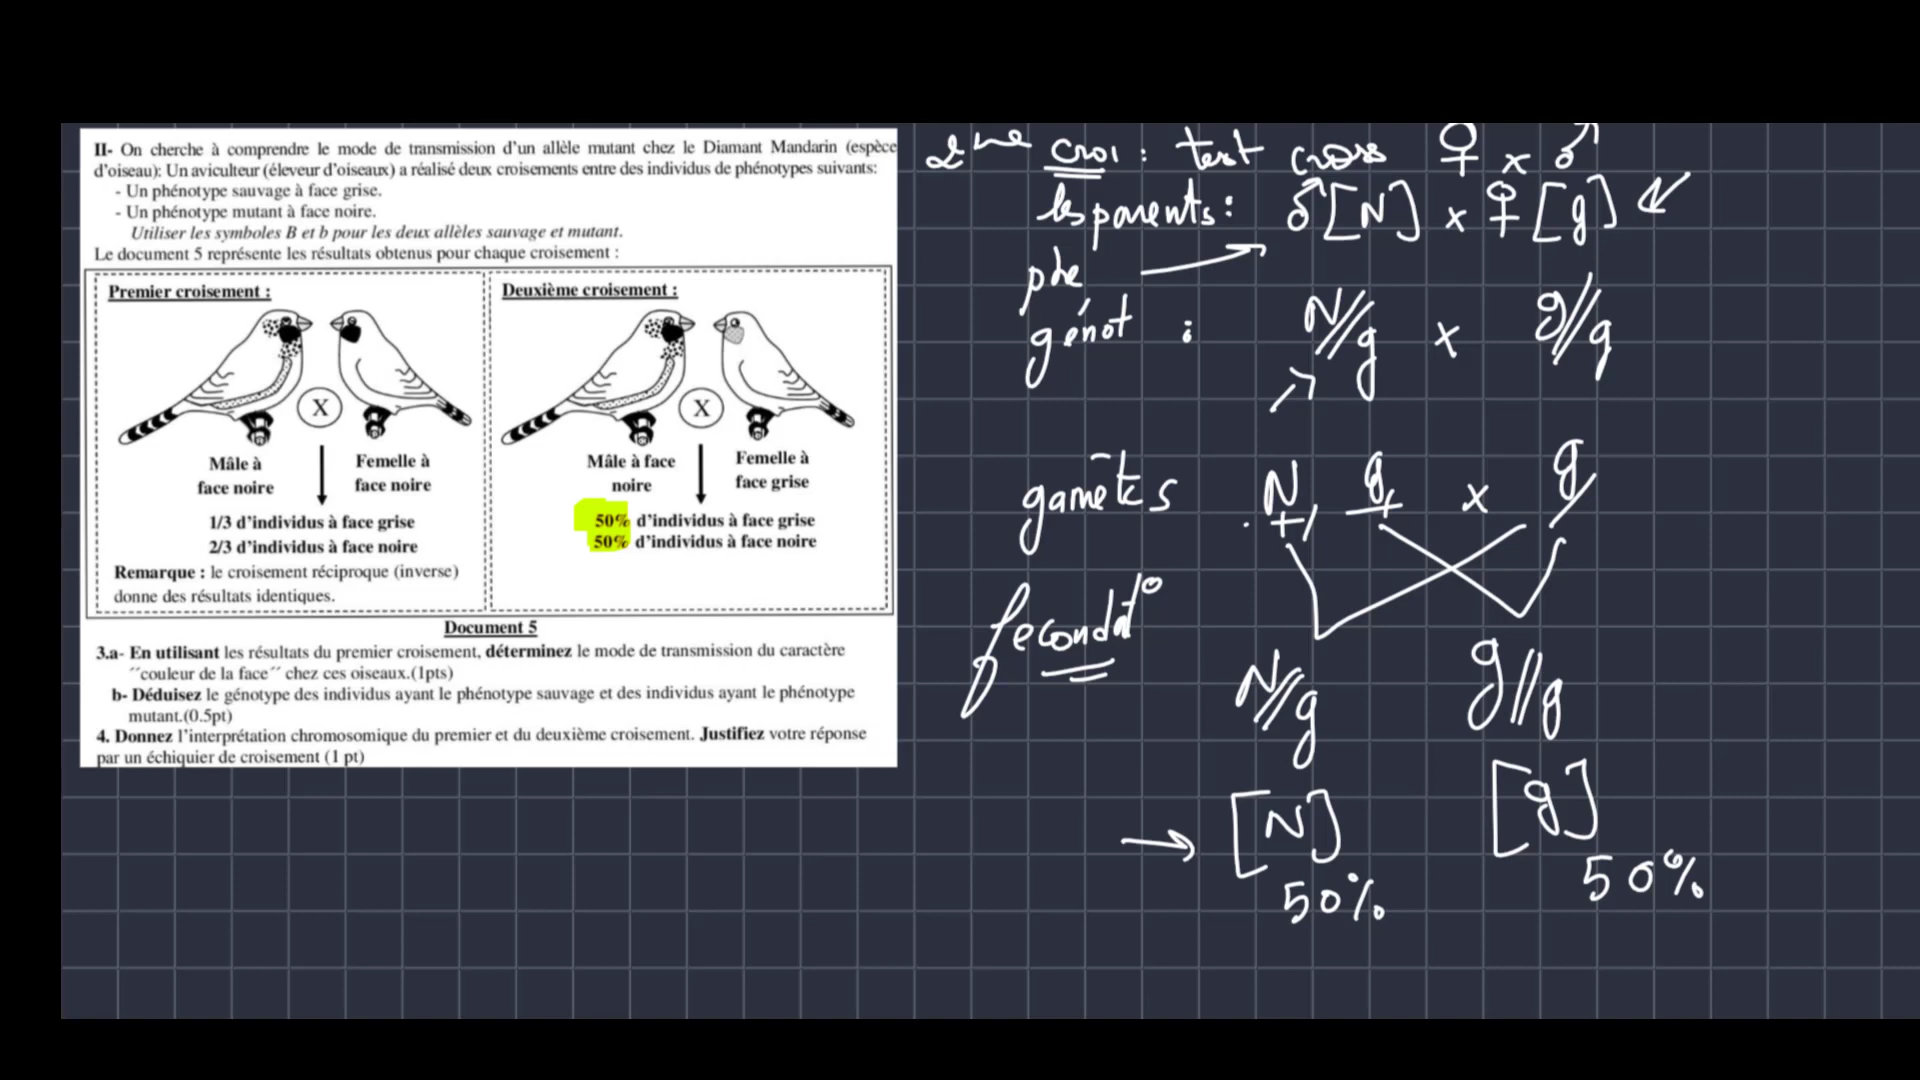 II- On cherche à comprendre le mode de transmission d'un allèle mutant chez le Diamant Mandarin (espèce
d'oiseau): Un aviculteur (éleveur d'oiseaux) a réalisé deux croisements entre des individus de phénotypes suivants:
- Un phénotype sauvage à face grise.
- Un phénotype mutant à face noire.
Utiliser les symboles B et b pour les deux allèles sauvage et mutant.
Le document 5 représente les résultats obtenus pour chaque croisement :
Premier croisement :
X
Mâle à
face noire
Femelle à
face noire
1/3 d'individus à face grise
2/3 d'individus à face noire
Remarque : le croisement réciproque (inverse)
donne des résultats identiques.
Deuxième croisement :
X
Mâle à face
noire
Femelle à
face grise
50% d'individus à face grise
50% d'individus à face noire
Document 5
3.a- En utilisant les résultats du premier croisement, déterminez le mode de transmission du caractère
´´couleur de la face´´ chez ces oiseaux.(1pts)
b- Déduisez le génotype des individus ayant le phénotype sauvage et des individus ayant le phénotype
mutant.(0.5pt)
4. Donnez l'interprétation chromosomique du premier et du deuxième croisement. Justifiez votre réponse
par un échiquier de croisement (1 pt)
2ème croi : test cross ♀ x ♂
les parents : ♂ [N] x ♀ [g]
phe
génot : N//g x g//g
gamètes N/ g/ x g/
fecondat°
N//g g//g
[N] [g]
50% 50%